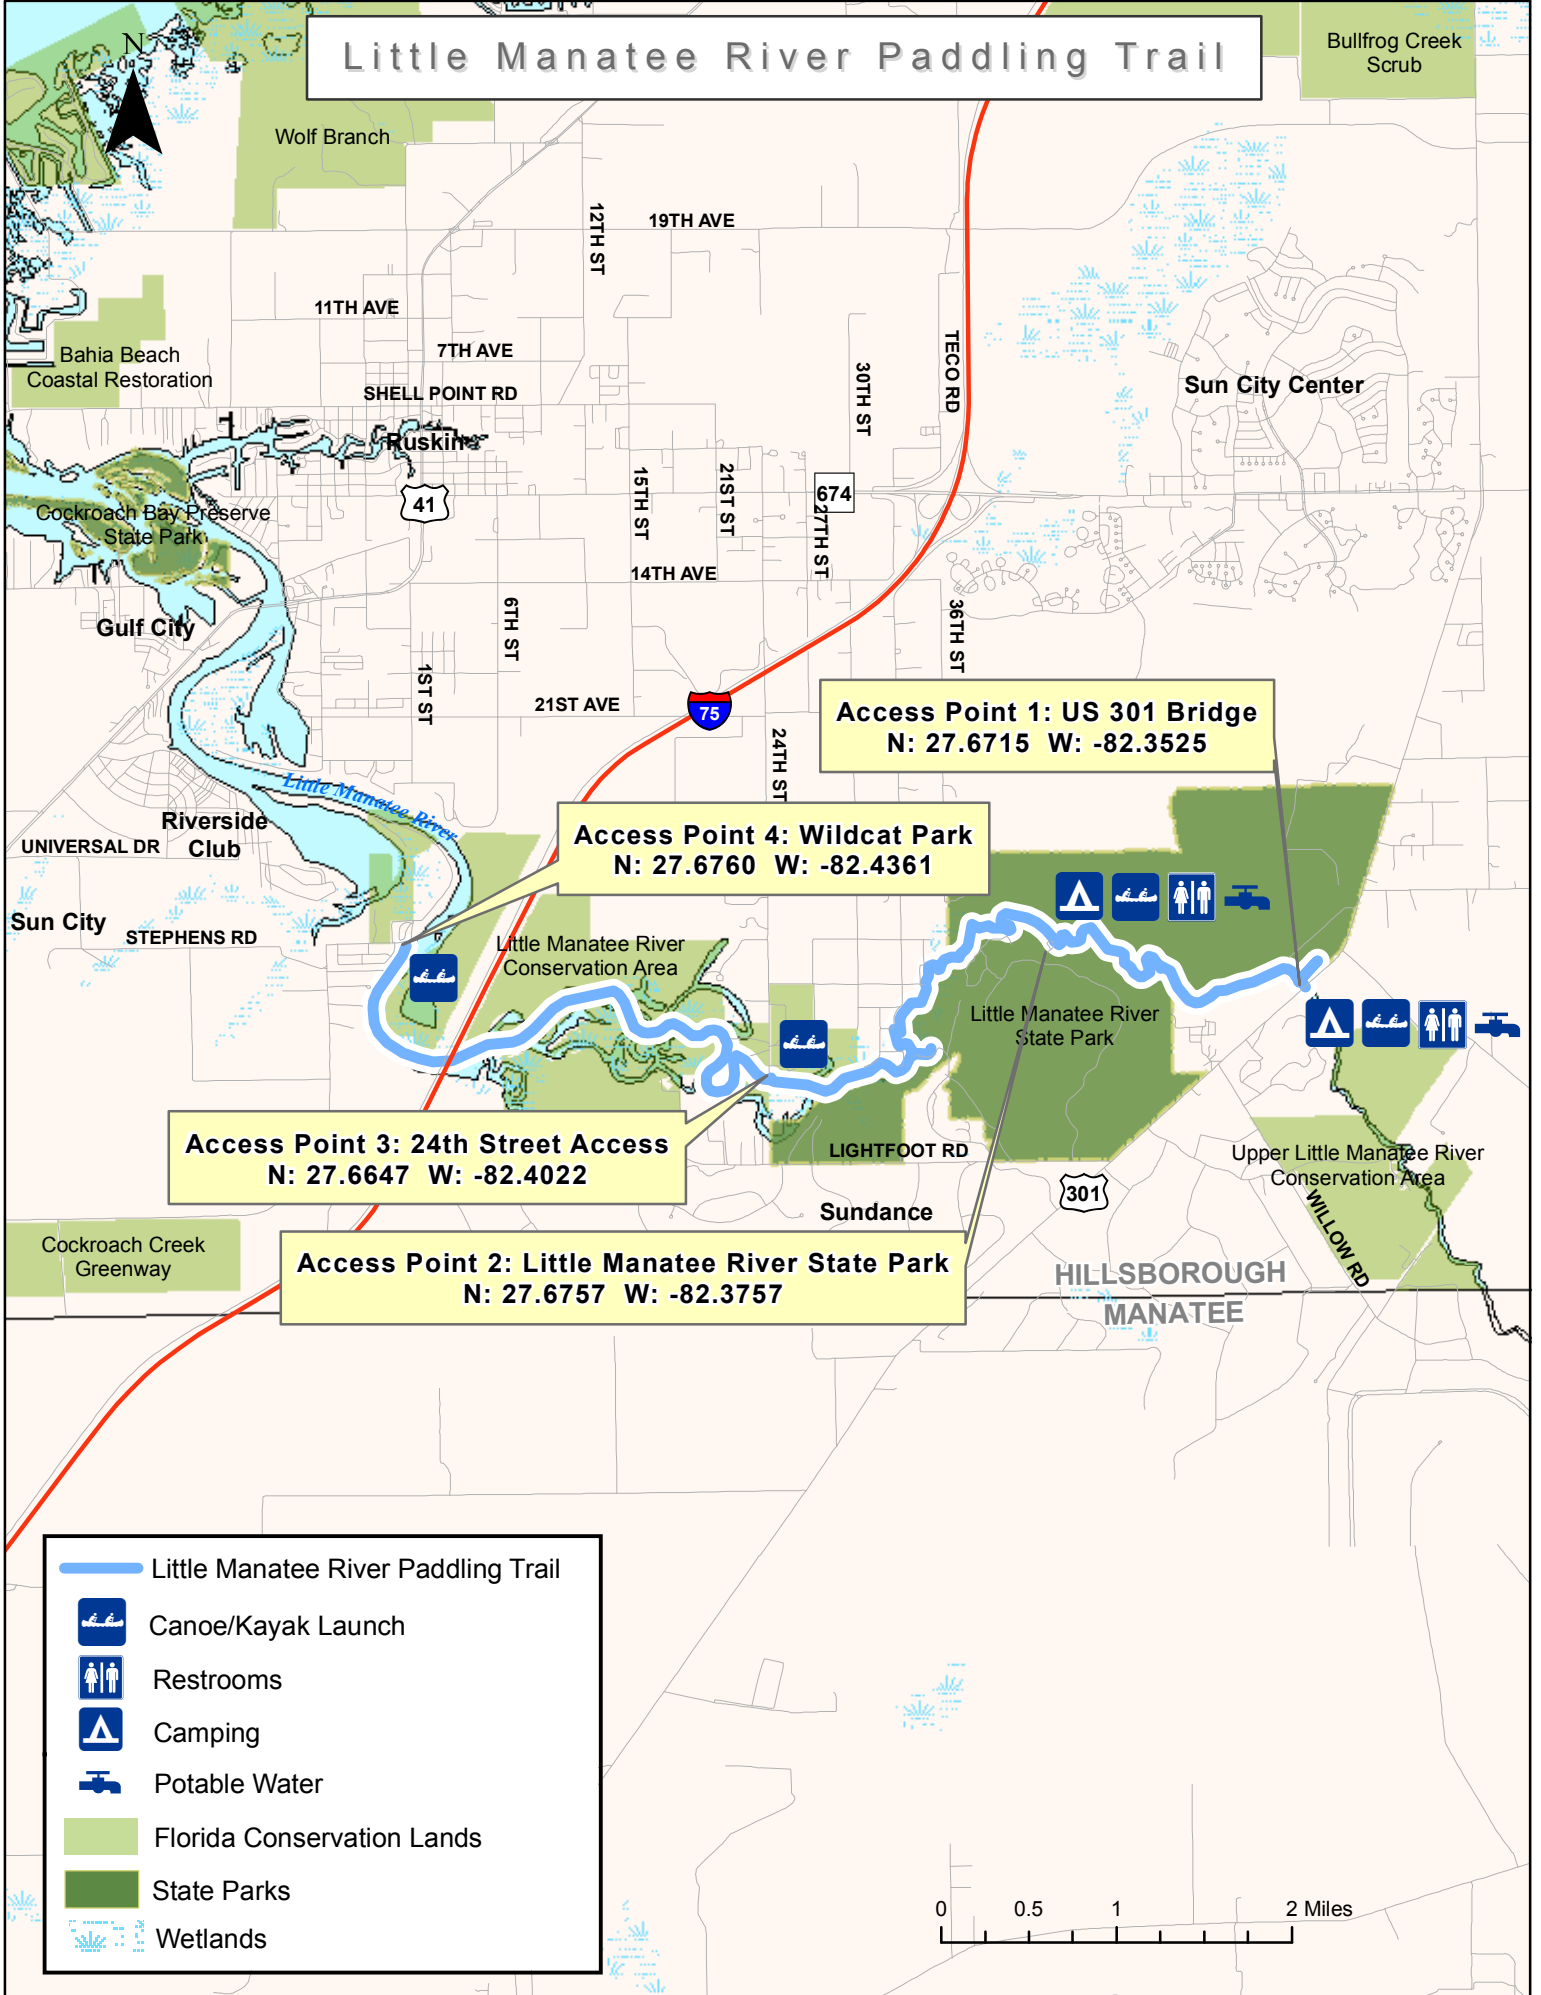 Little Manatee River Paddling Trail
N
Bullfrog Creek
Scrub
Wolf Branch
12TH ST
19TH AVE
11TH AVE
7TH AVE
Bahia Beach
Coastal Restoration
SHELL POINT RD
30TH ST
TECO RD
Sun City Center
Ruskin
41
15TH ST
21ST ST
674
27TH ST
Cockroach Bay Preserve
State Park
14TH AVE
Gulf City
6TH ST
36TH ST
1ST ST
21ST AVE
75
24TH ST
Access Point 1: US 301 Bridge
N: 27.6715 W: -82.3525
Little Manatee River
Riverside
Club
UNIVERSAL DR
Access Point 4: Wildcat Park
N: 27.6760 W: -82.4361
Sun City
STEPHENS RD
Little Manatee River
Conservation Area
Little Manatee River
State Park
Access Point 3: 24th Street Access
N: 27.6647 W: -82.4022
LIGHTFOOT RD
Upper Little Manatee River
Conservation Area
301
WILLOW RD
Sundance
Cockroach Creek
Greenway
Access Point 2: Little Manatee River State Park
N: 27.6757 W: -82.3757
HILLSBOROUGH
MANATEE
Little Manatee River Paddling Trail
Canoe/Kayak Launch
Restrooms
Camping
Potable Water
Florida Conservation Lands
State Parks
Wetlands
0 0.5 1 2 Miles